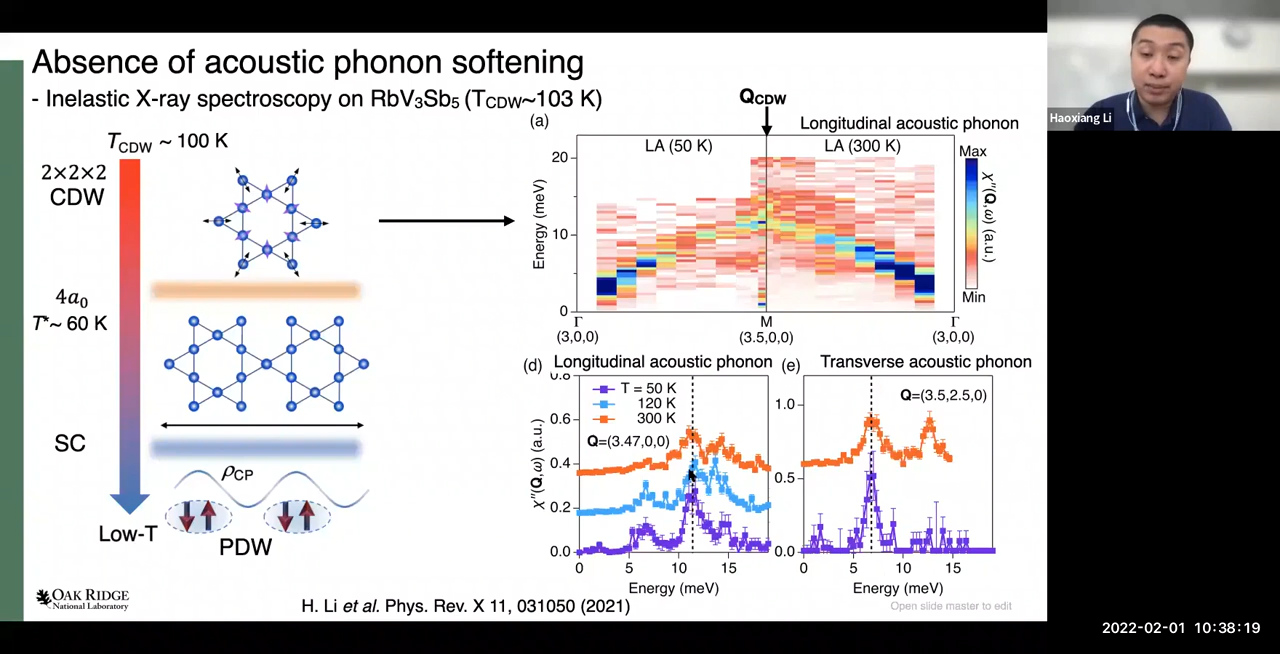 Absence of acoustic phonon softening
- Inelastic X-ray spectroscopy on RbV₃Sb₅ (T_CDW~103 K)
T_CDW ~ 100 K
2×2×2
CDW
4a₀
T*~ 60 K
SC
Low-T
ρ_CP
PDW
Q_CDW
(a)
Longitudinal acoustic phonon
LA (50 K)
LA (300 K)
Energy (meV)
20
10
0
Γ
(3,0,0)
M
(3.5,0,0)
Γ
(3,0,0)
Max
χ''(Q,ω) (a.u.)
Min
(d) Longitudinal acoustic phonon
0.8
0.6
0.4
0.2
0.0
χ''(Q,ω) (a.u.)
T = 50 K
120 K
300 K
Q=(3.47,0,0)
0 5 10 15
Energy (meV)
(e) Transverse acoustic phonon
Q=(3.5,2.5,0)
1.0
0.5
0.0
0 5 10 15
Energy (meV)
OAK RIDGE
National Laboratory
H. Li et al. Phys. Rev. X 11, 031050 (2021)
Open slide master to edit
Haoxiang Li
2022-02-01 10:38:19